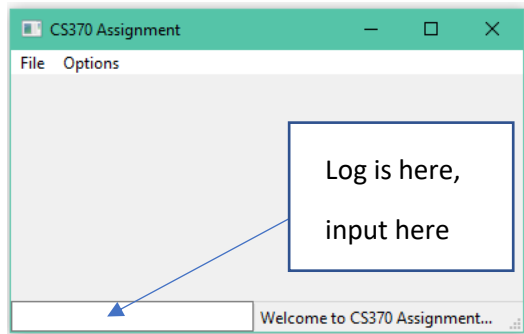 CS370 Assignment
File Options
Log is here,
input here
Welcome to CS370 Assignment...